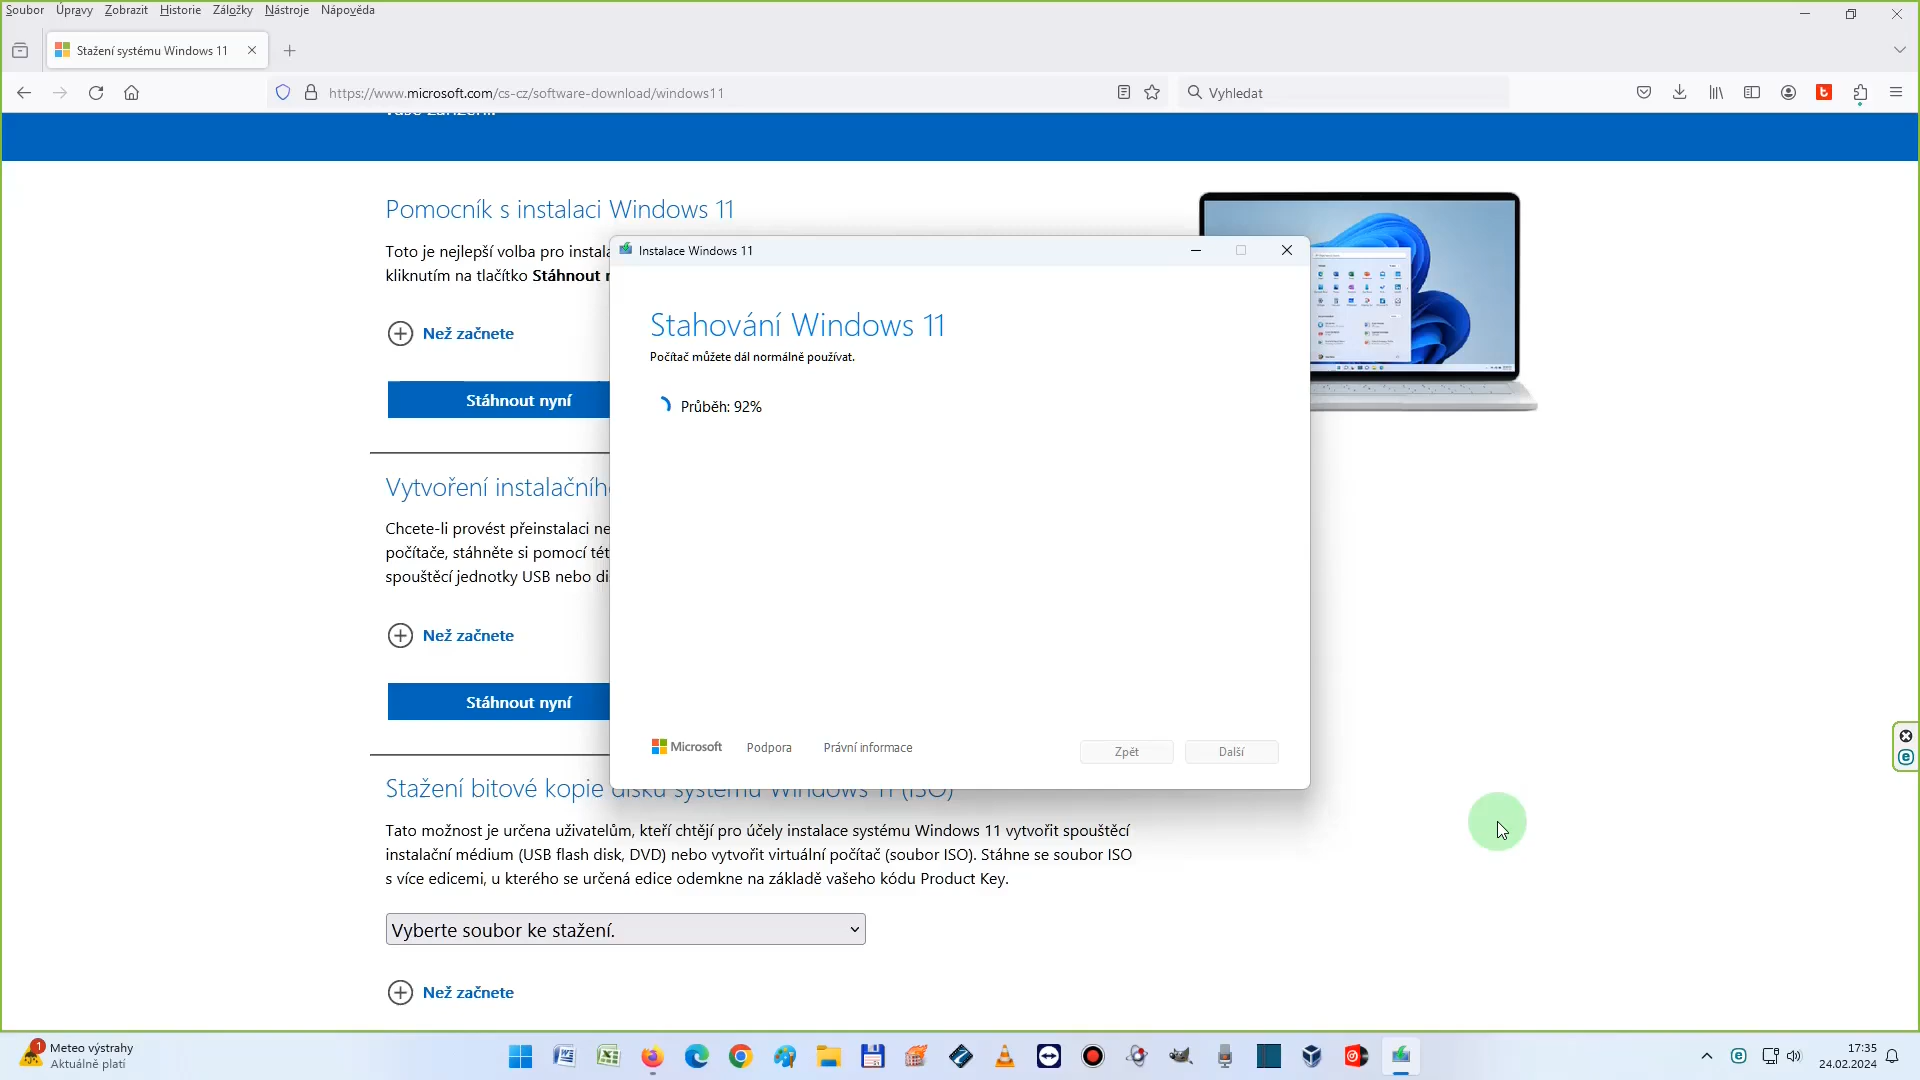 Soubor Úpravy Zobrazit Historie Záložky Nástroje Nápověda
Stažení systému Windows 11
https://www.microsoft.com/cs-cz/software-download/windows11
Vyhledat
Pomocník s instalací Windows 11
Toto je nejlepší volba pro instala
kliknutím na tlačítko Stáhnout n
Než začnete
Stáhnout nyní
Vytvoření instalačníh
Chcete-li provést přeinstalaci ne
počítače, stáhněte si pomocí tét
spouštěcí jednotky USB nebo di
Než začnete
Stáhnout nyní
Instalace Windows 11
Stahování Windows 11
Počítač můžete dál normálně používat.
Průběh: 92%
Microsoft Podpora Právní informace
Zpět Další
Stažení bitové kopie disku systému Windows 11 (ISO)
Tato možnost je určena uživatelům, kteří chtějí pro účely instalace systému Windows 11 vytvořit spouštěcí
instalační médium (USB flash disk, DVD) nebo vytvořit virtuální počítač (soubor ISO). Stáhne se soubor ISO
s více edicemi, u kterého se určená edice odemkne na základě vašeho kódu Product Key.
Vyberte soubor ke stažení.
Než začnete
1
Meteo výstrahy
Aktuálně platí
17:35
24.02.2024